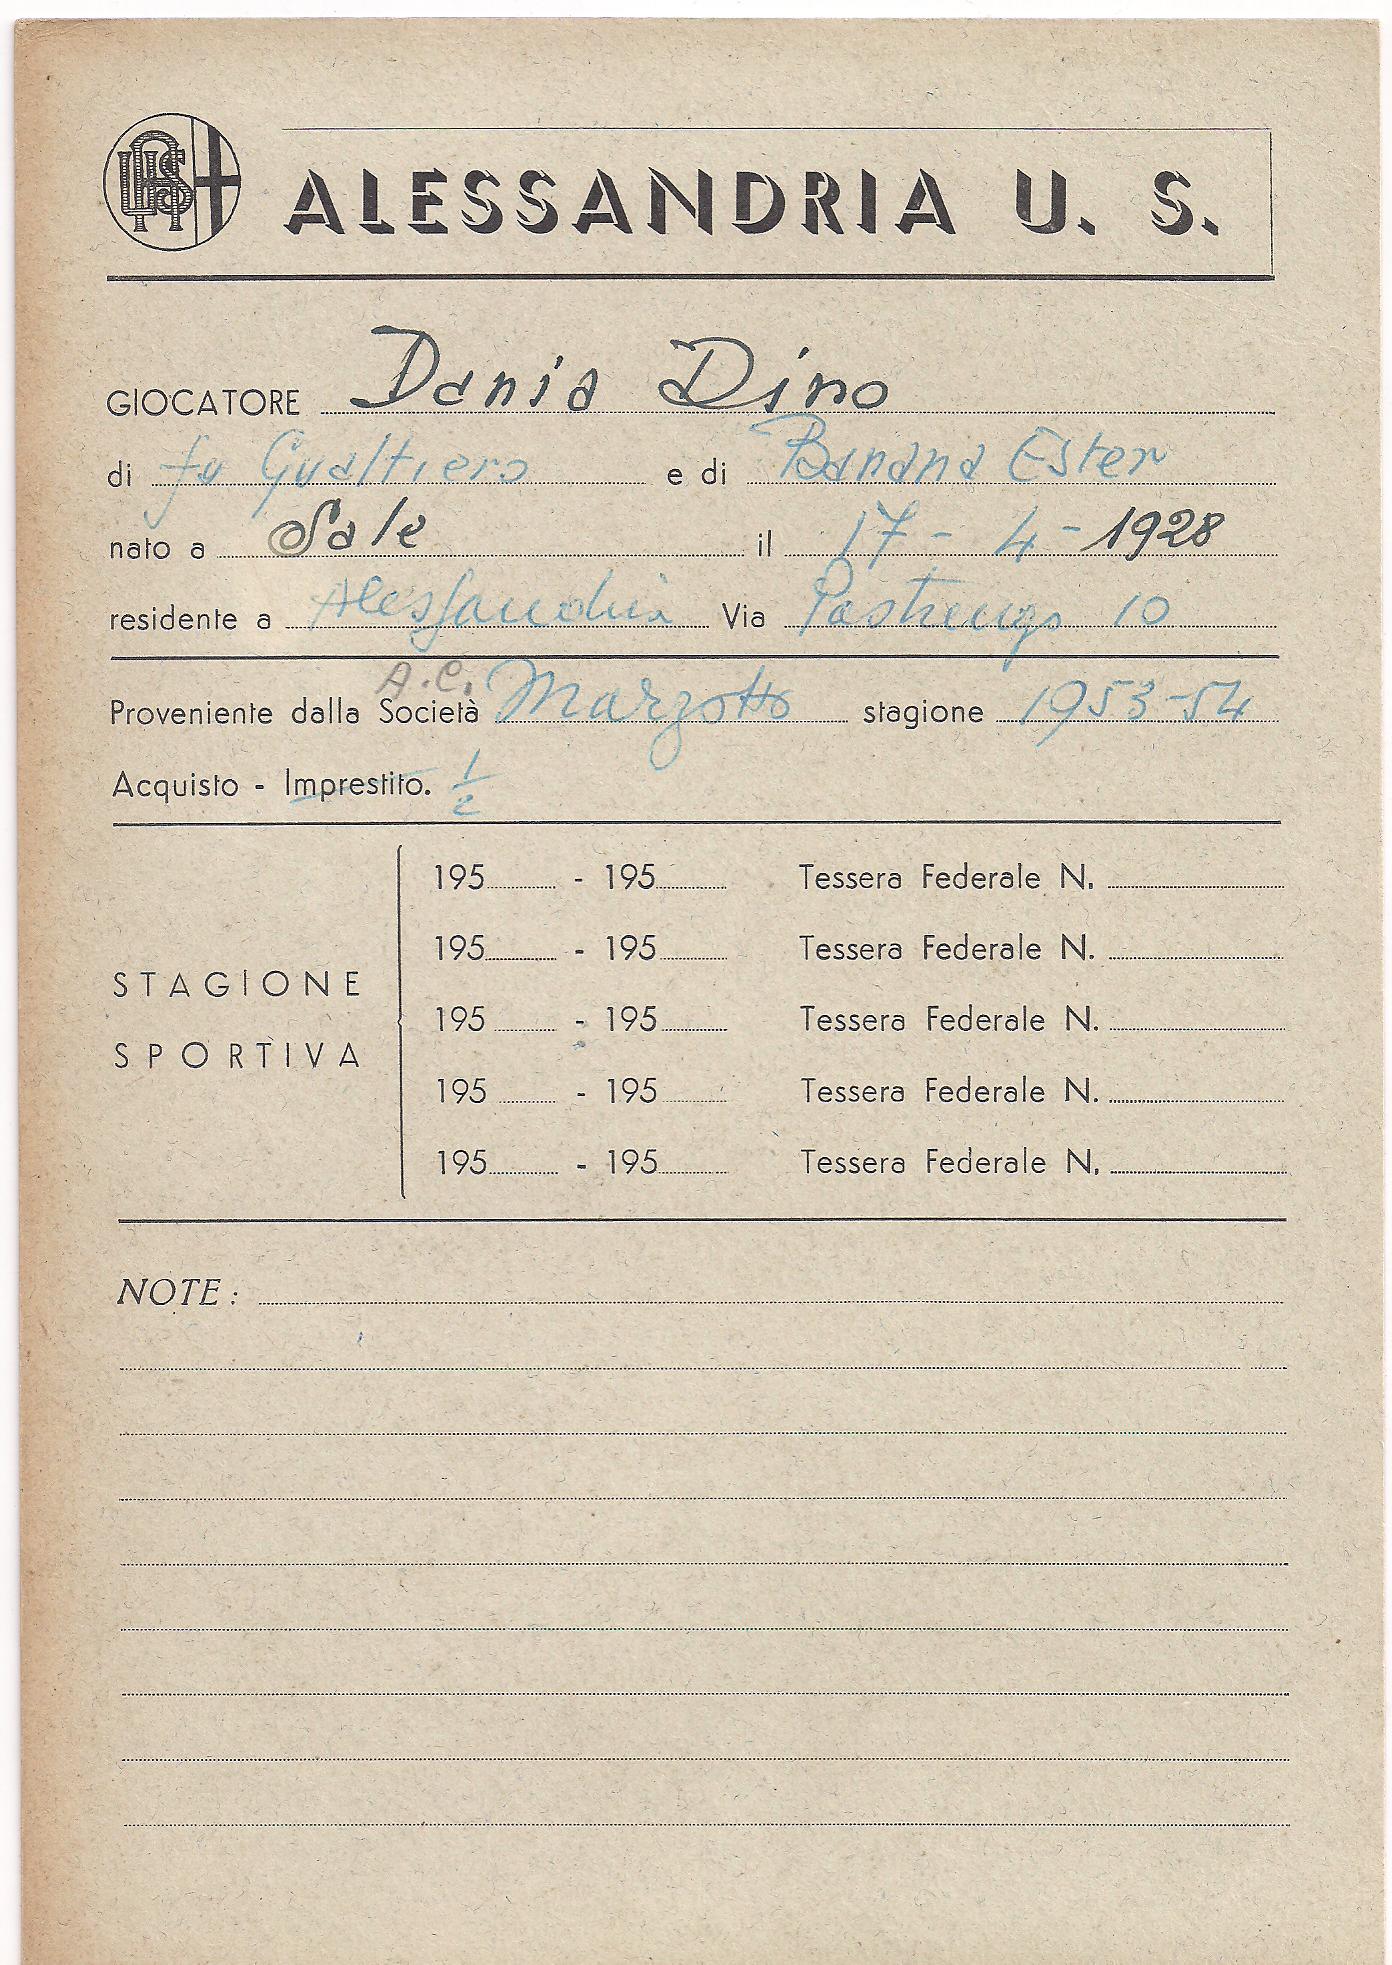 ALESSANDRIA U. S.
GIOCATORE Dania Dino
di fu Gualtiero e di Banana Ester
nato a Sale il 17 - 4 - 1928
residente a Alessandria Via Pastrengo 10
A.C.
Proveniente dalla Società Marzotto stagione 1953-54
Acquisto - Imprestito. 1/2
195 - 195 Tessera Federale N.
195 - 195 Tessera Federale N.
STAGIONE
195 - 195 Tessera Federale N.
SPORTIVA
195 - 195 Tessera Federale N.
195 - 195 Tessera Federale N.
NOTE :